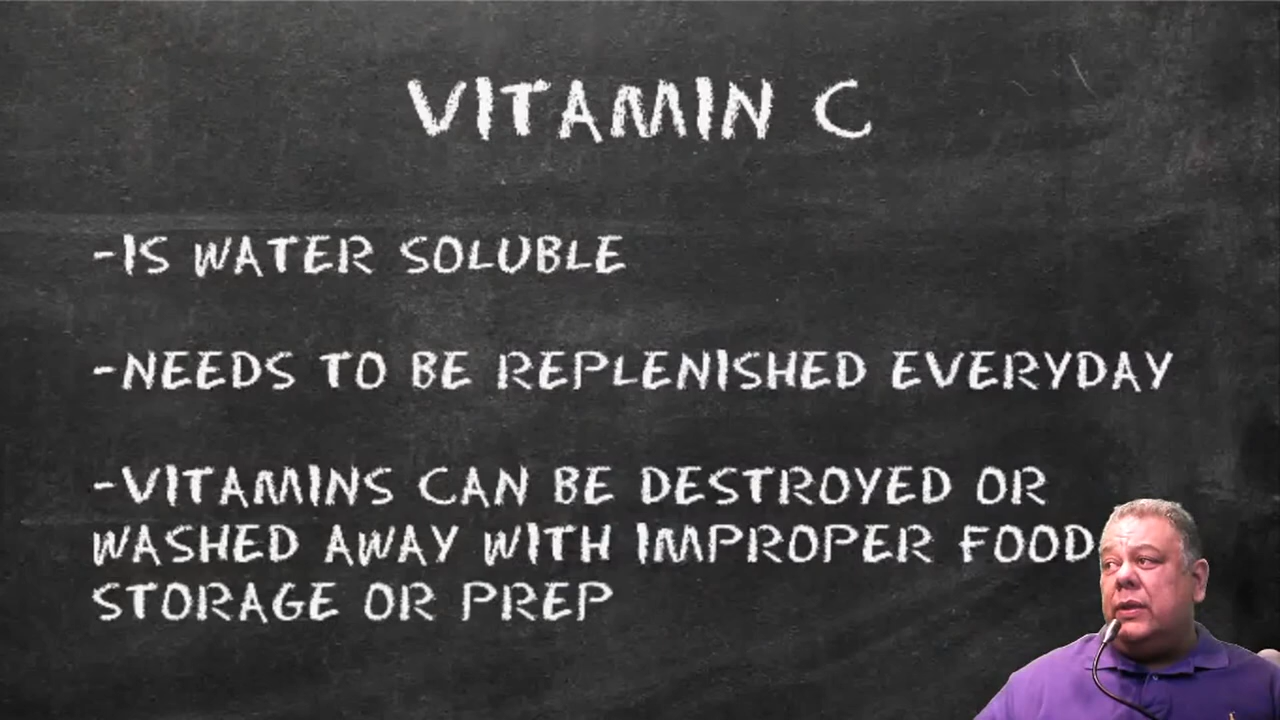 VITAMIN C
-IS WATER SOLUBLE
-NEEDS TO BE REPLENISHED EVERYDAY
-VITAMINS CAN BE DESTROYED OR
WASHED AWAY WITH IMPROPER FOOD
STORAGE OR PREP